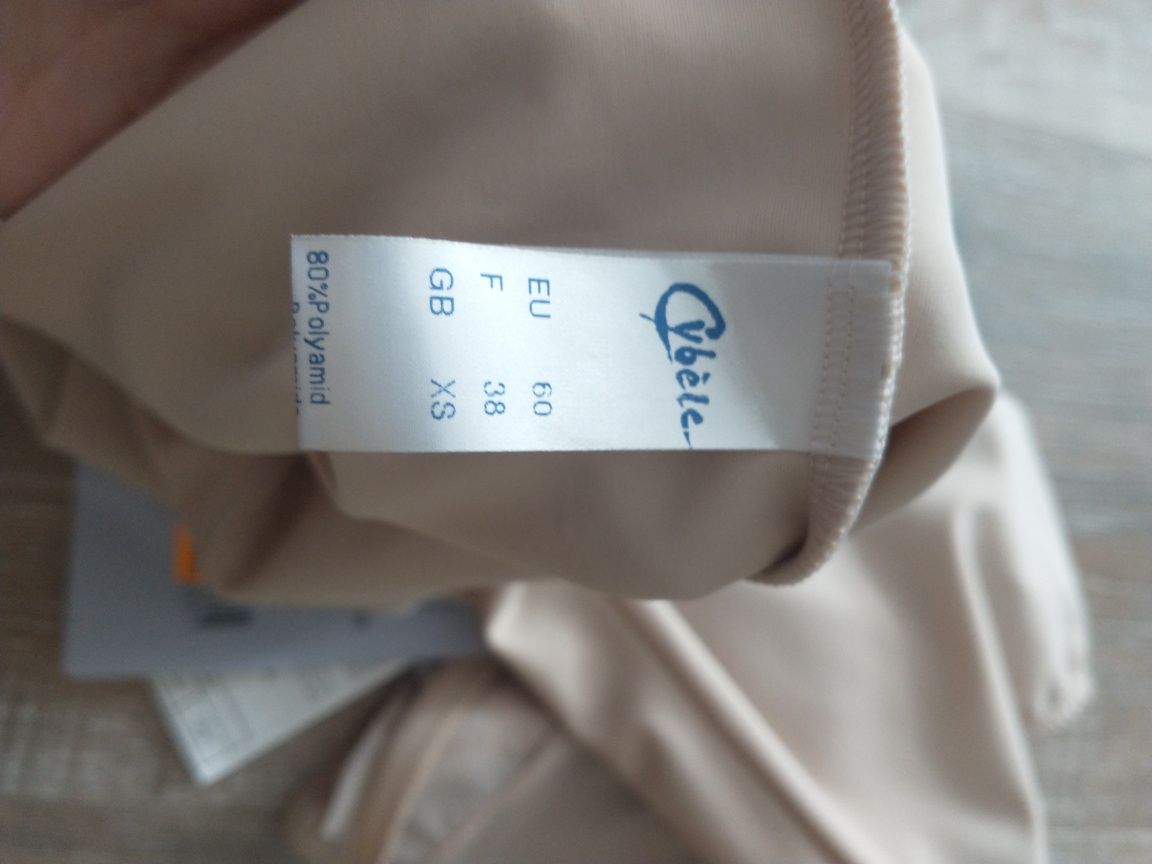 Cybèle
EU 60
F 38
GB XS
80%Polyamid